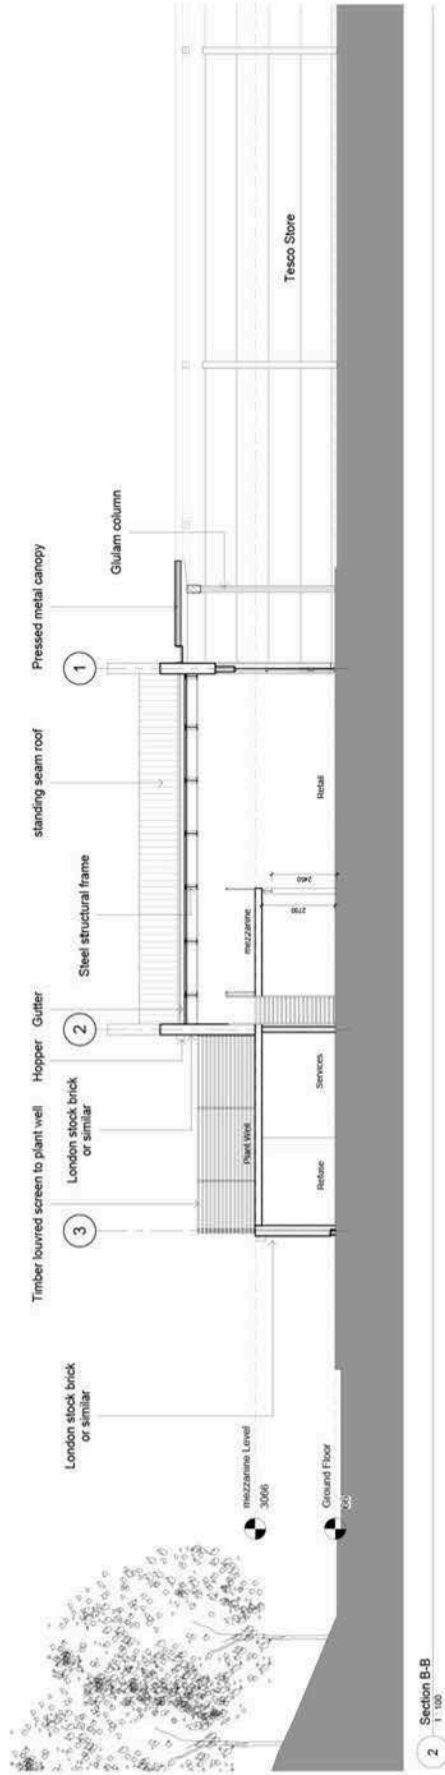 Timber louvred screen to plant well
Hopper
Gutter
standing seam roof
Pressed metal canopy
London stock brick
or similar
London stock brick
or similar
3
2
1
Steel structural frame
Glulam column
Tesco Store
mezzanine Level
3066
Ground Floor
Plant Well
mezzanine
Refuse
Services
Retail
2700
2450
2
Section B-B
1 : 100